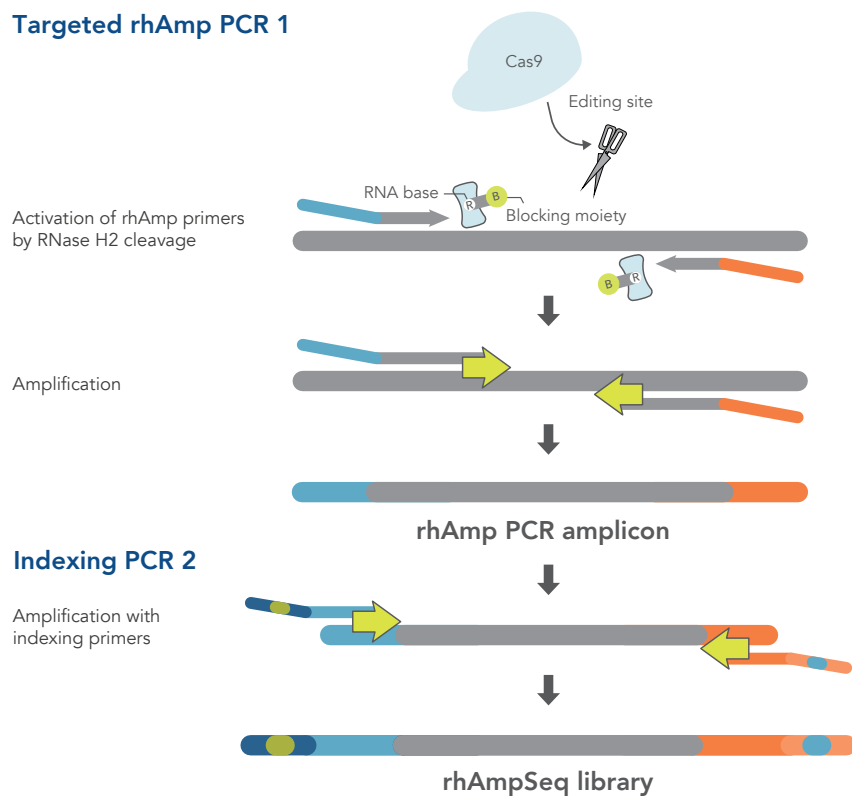 Targeted rhAmp PCR 1
Cas9
Editing site
RNA base
R
B
Blocking moiety
Activation of rhAmp primers
by RNase H2 cleavage
B
R
Amplification
rhAmp PCR amplicon
Indexing PCR 2
Amplification with
indexing primers
rhAmpSeq library